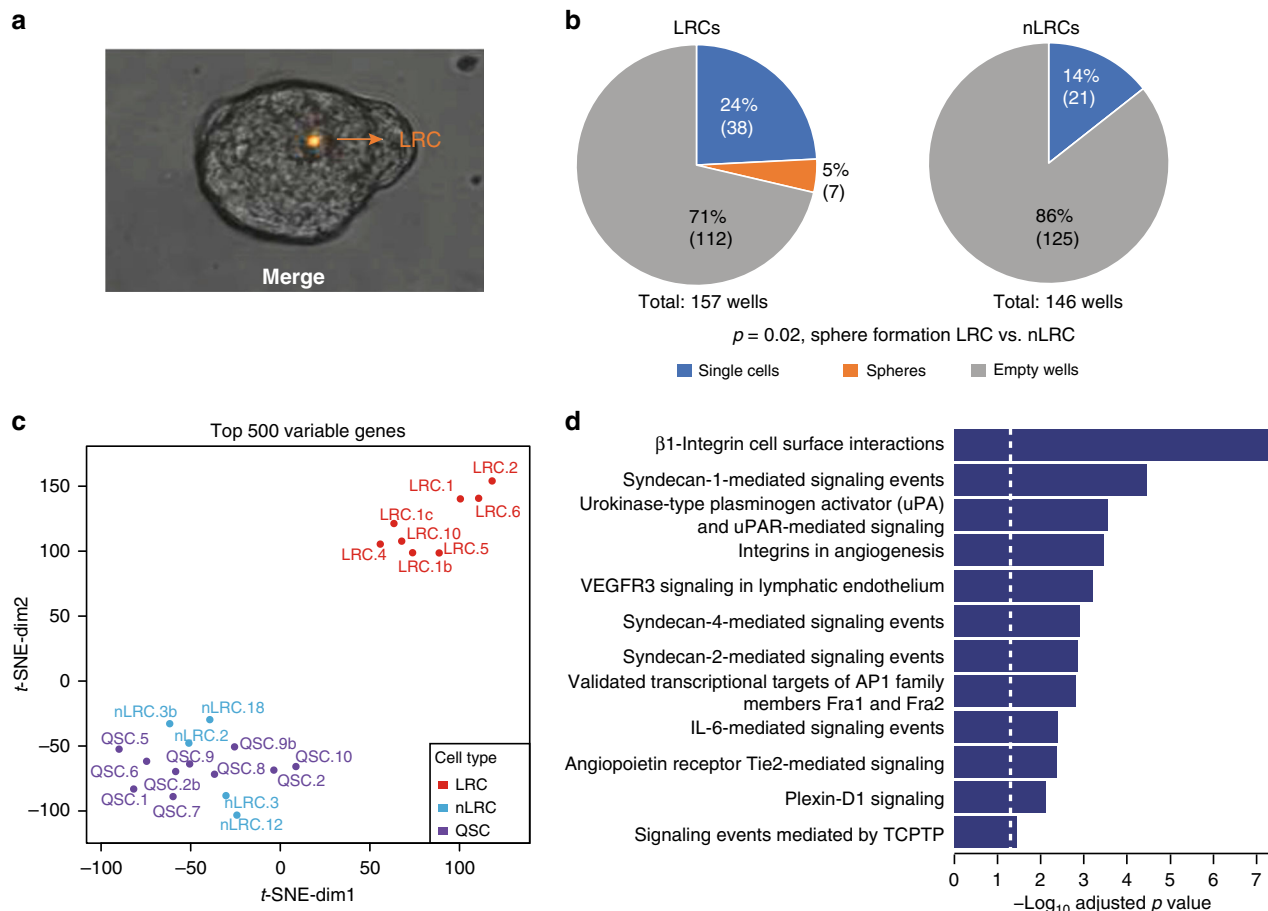 a
LRC
Merge
b
LRCs
nLRCs
24%
(38)
5%
(7)
71%
(112)
14%
(21)
86%
(125)
Total: 157 wells
Total: 146 wells
p = 0.02, sphere formation LRC vs. nLRC
Single cells
Spheres
Empty wells
c
Top 500 variable genes
t-SNE-dim2
150
100
50
0
−50
−100
LRC.2
LRC.1
LRC.6
LRC.1c
LRC.10
LRC.4
LRC.5
LRC.1b
nLRC.3b
nLRC.18
nLRC.2
QSC.5
QSC.9b
QSC.9
QSC.10
QSC.6
QSC.8
QSC.2b
QSC.2
QSC.1
QSC.7
nLRC.3
nLRC.12
Cell type
LRC
nLRC
QSC
−100
−50
0
50
100
t-SNE-dim1
d
β1-Integrin cell surface interactions
Syndecan-1-mediated signaling events
Urokinase-type plasminogen activator (uPA)
and uPAR-mediated signaling
Integrins in angiogenesis
VEGFR3 signaling in lymphatic endothelium
Syndecan-4-mediated signaling events
Syndecan-2-mediated signaling events
Validated transcriptional targets of AP1 family
members Fra1 and Fra2
IL-6-mediated signaling events
Angiopoietin receptor Tie2-mediated signaling
Plexin-D1 signaling
Signaling events mediated by TCPTP
0 1 2 3 4 5 6 7
−Log10 adjusted p value